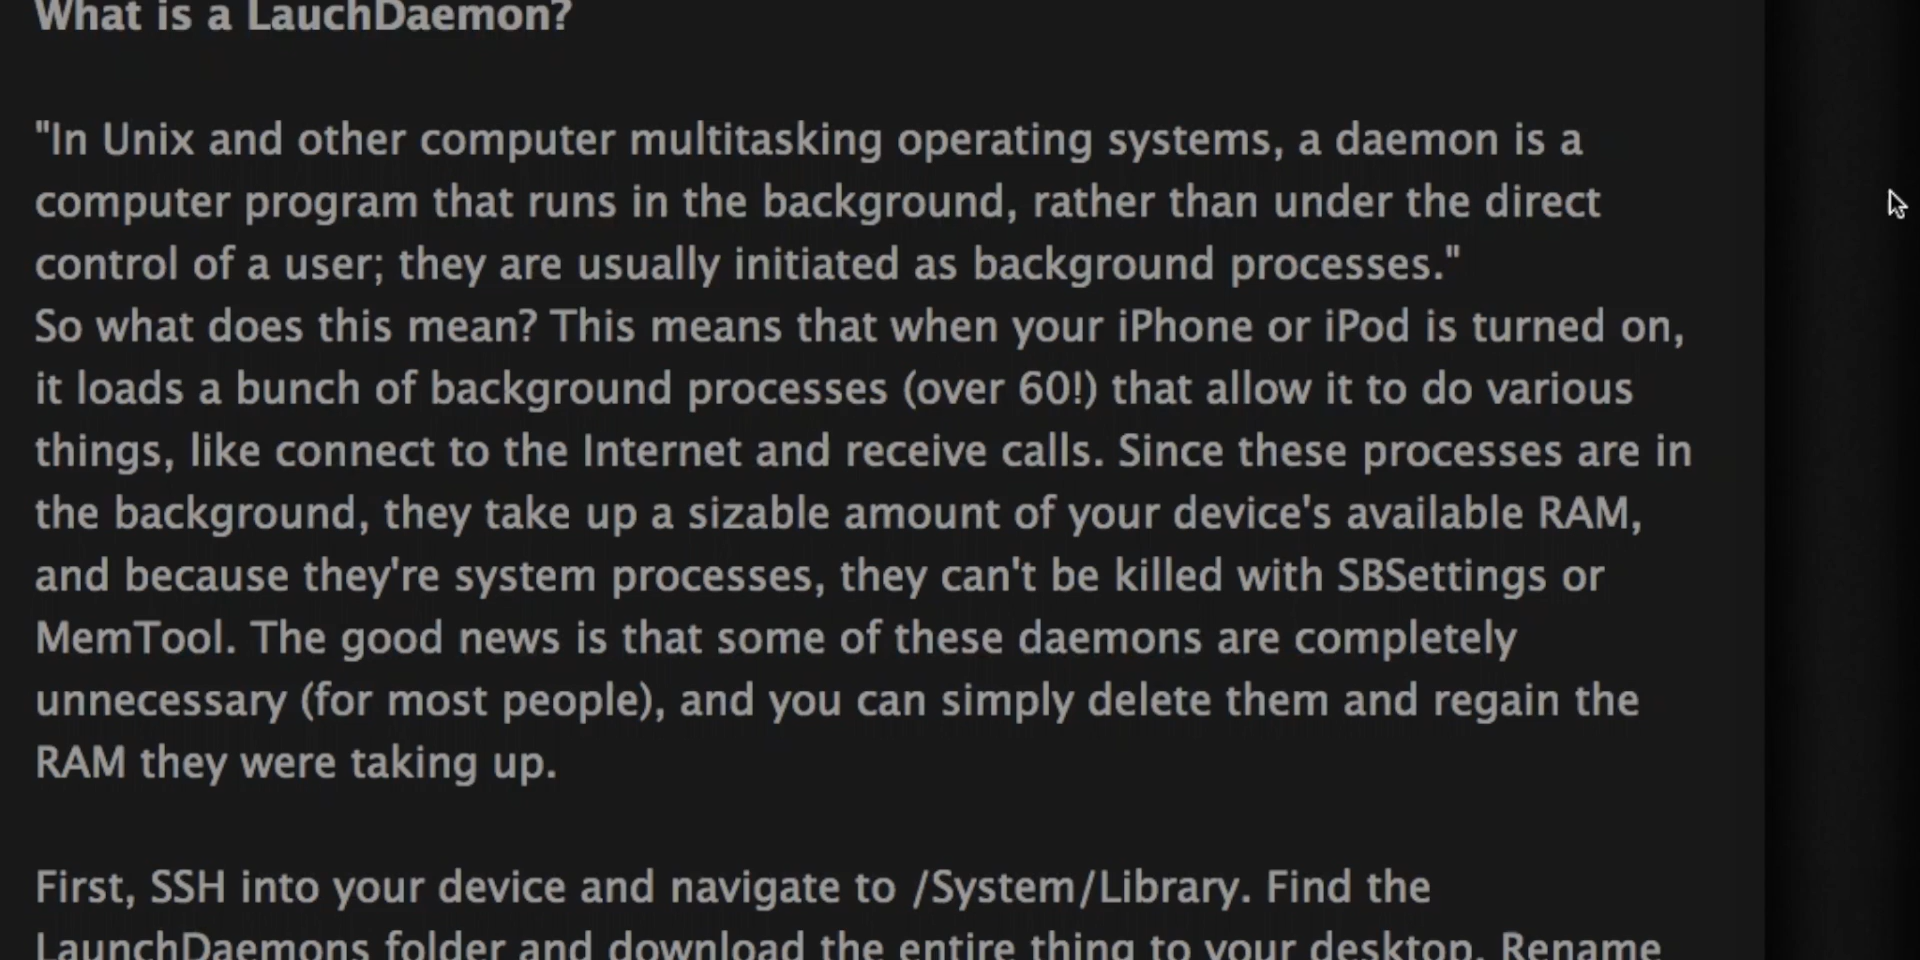 What is a LauchDaemon?
"In Unix and other computer multitasking operating systems, a daemon is a
computer program that runs in the background, rather than under the direct
control of a user; they are usually initiated as background processes."
So what does this mean? This means that when your iPhone or iPod is turned on,
it loads a bunch of background processes (over 60!) that allow it to do various
things, like connect to the Internet and receive calls. Since these processes are in
the background, they take up a sizable amount of your device's available RAM,
and because they're system processes, they can't be killed with SBSettings or
MemTool. The good news is that some of these daemons are completely
unnecessary (for most people), and you can simply delete them and regain the
RAM they were taking up.
First, SSH into your device and navigate to /System/Library. Find the
LaunchDaemons folder and download the entire thing to your desktop. Rename